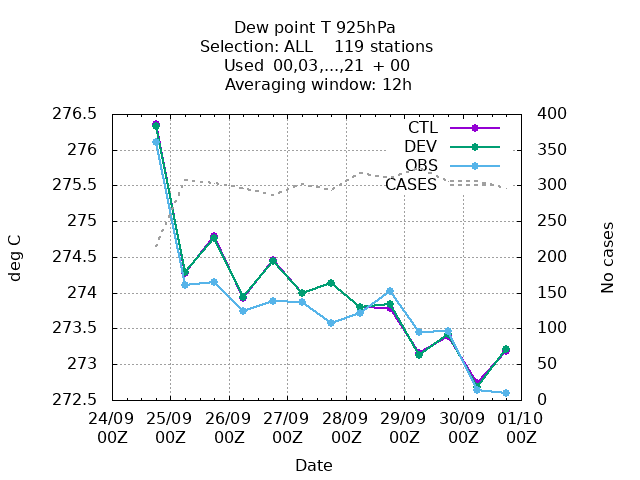 Dew point T 925hPa
Selection: ALL 119 stations
Used 00,03,...,21 + 00
Averaging window: 12h
276.5
276
275.5
275
274.5
274
273.5
273
272.5
deg C
400
350
300
250
200
150
100
50
0
No cases
CTL
DEV
OBS
CASES
24/09 25/09 26/09 27/09 28/09 29/09 30/09 01/10
00Z 00Z 00Z 00Z 00Z 00Z 00Z 00Z
Date